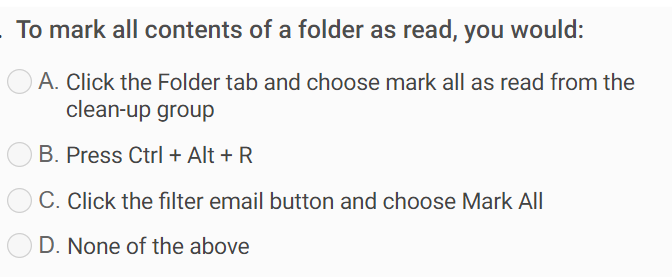 . To mark all contents of a folder as read, you would:
A. Click the Folder tab and choose mark all as read from the
clean-up group
B. Press Ctrl + Alt + R
C. Click the filter email button and choose Mark All
D. None of the above